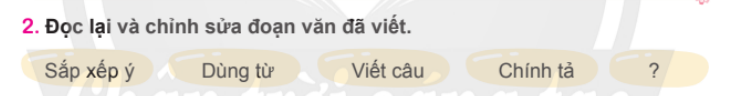 2. Đọc lại và chỉnh sửa đoạn văn đã viết.
Sắp xếp ý Dùng từ Viết câu Chính tả ?